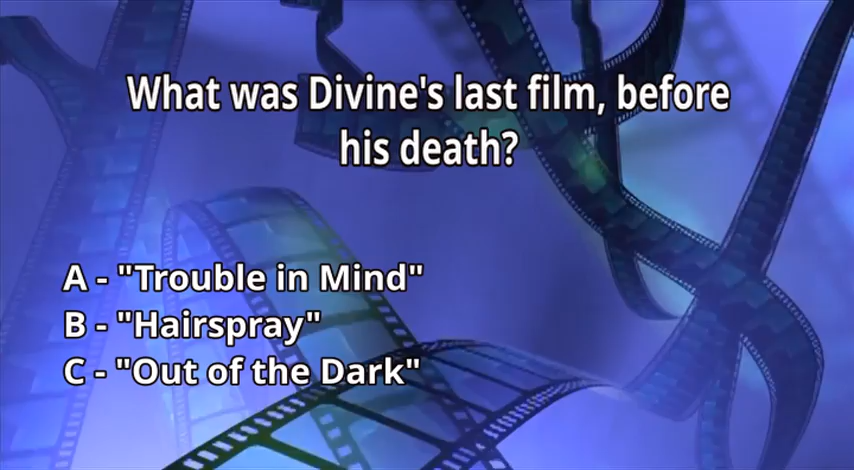 What was Divine's last film, before
his death?
A - "Trouble in Mind"
B - "Hairspray"
C - "Out of the Dark"